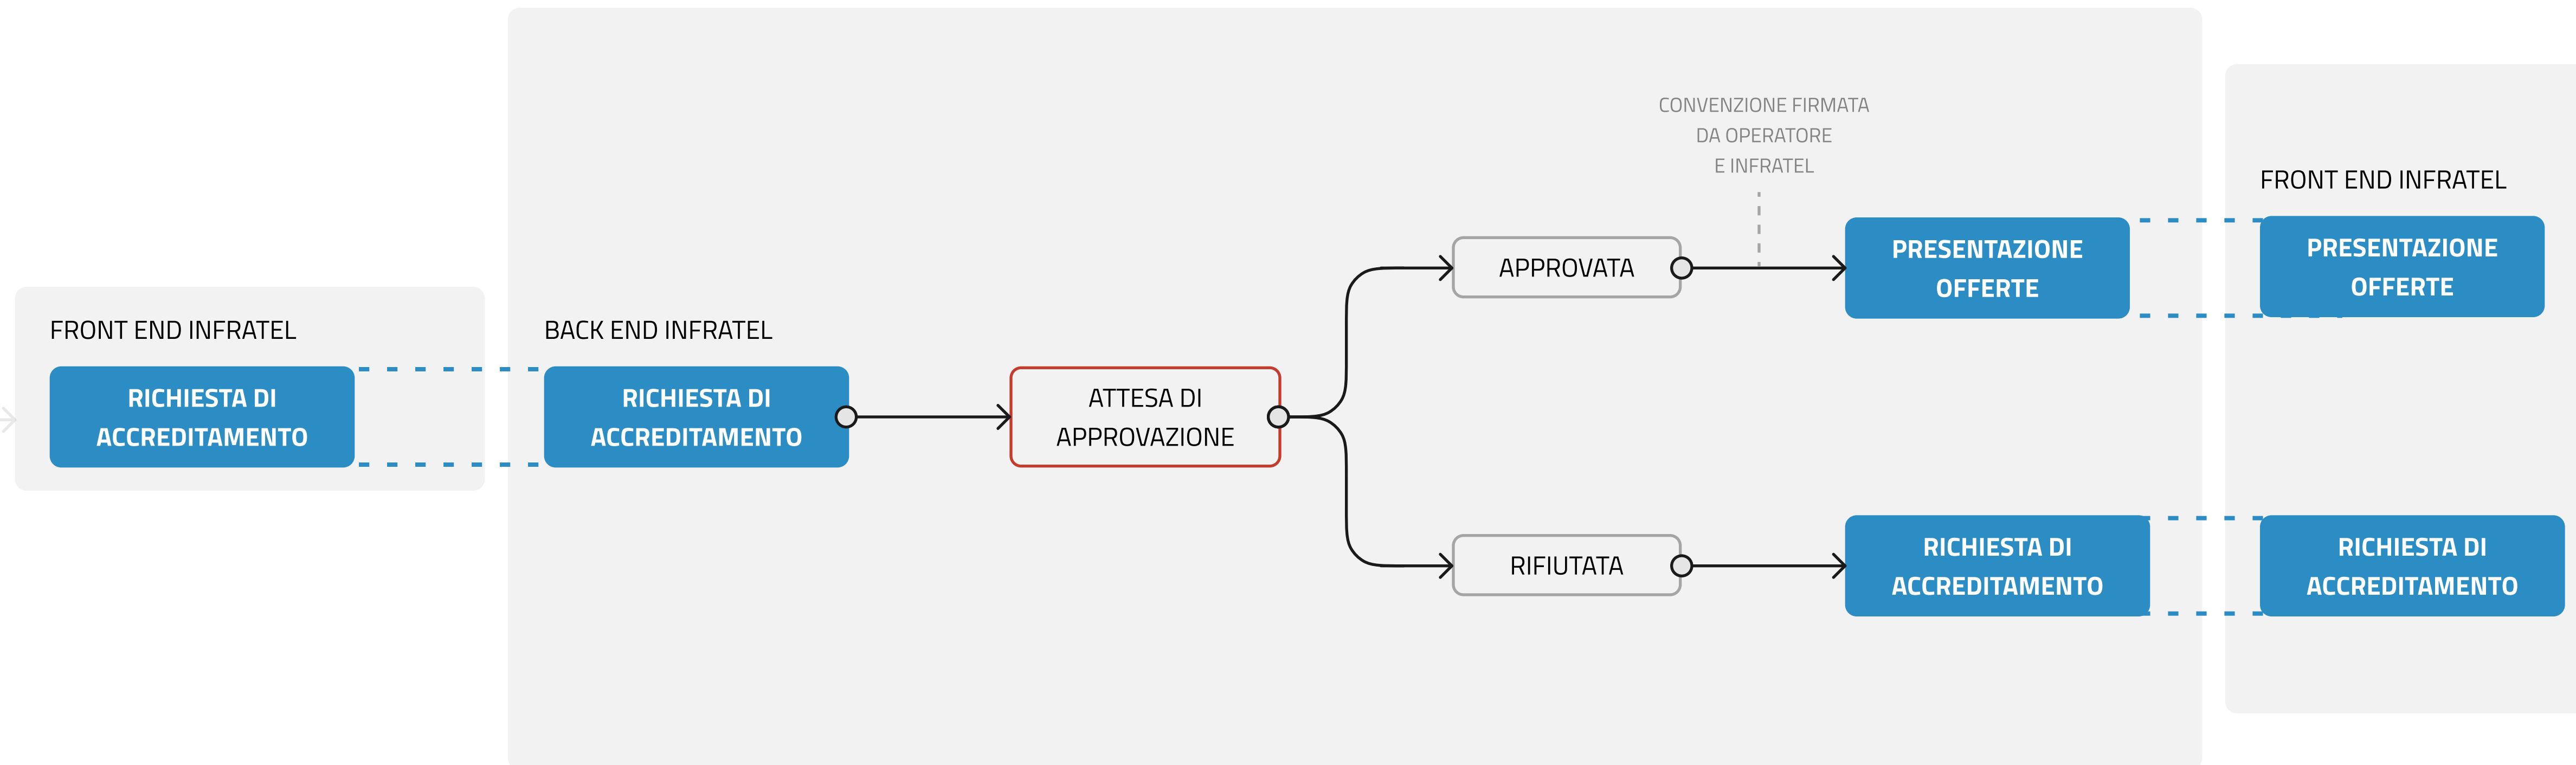 FRONT END INFRATEL
RICHIESTA DI
ACCREDITAMENTO
BACK END INFRATEL
RICHIESTA DI
ACCREDITAMENTO
ATTESA DI
APPROVAZIONE
APPROVATA
CONVENZIONE FIRMATA
DA OPERATORE
E INFRATEL
PRESENTAZIONE
OFFERTE
RIFIUTATA
RICHIESTA DI
ACCREDITAMENTO
FRONT END INFRATEL
PRESENTAZIONE
OFFERTE
RICHIESTA DI
ACCREDITAMENTO